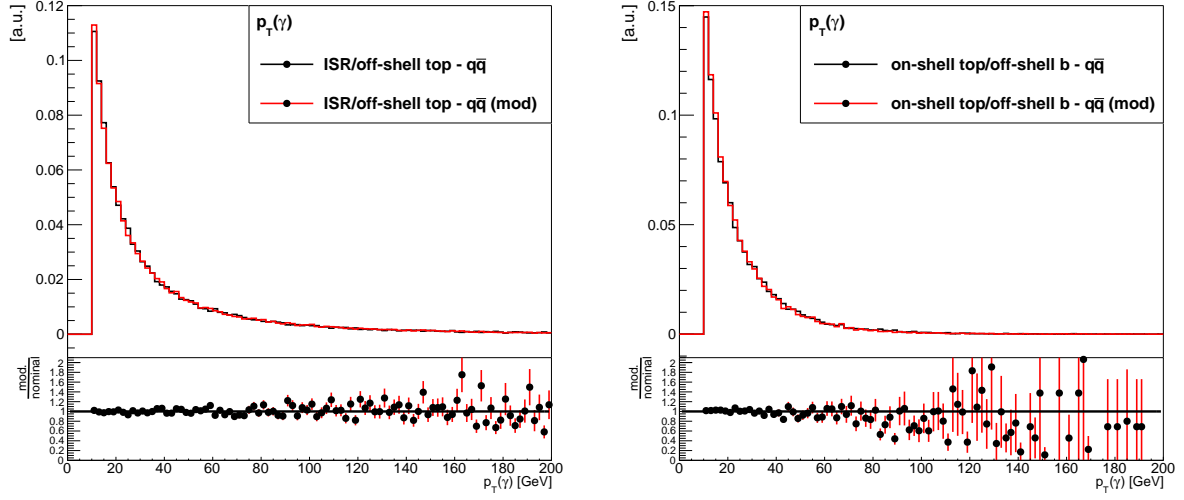 [a.u.]
0.12
0.1
0.08
0.06
0.04
0.02
0
p_T(γ)
ISR/off-shell top - qq̅
ISR/off-shell top - qq̅ (mod)
mod.
nominal
2
1.8
1.6
1.4
1.2
1
0.8
0.6
0.4
0.2
0
0 20 40 60 80 100 120 140 160 180 200
p_T(γ) [GeV]
[a.u.]
0.15
0.1
0.05
0
p_T(γ)
on-shell top/off-shell b - qq̅
on-shell top/off-shell b - qq̅ (mod)
mod.
nominal
2
1.8
1.6
1.4
1.2
1
0.8
0.6
0.4
0.2
0
0 20 40 60 80 100 120 140 160 180 200
p_T(γ) [GeV]